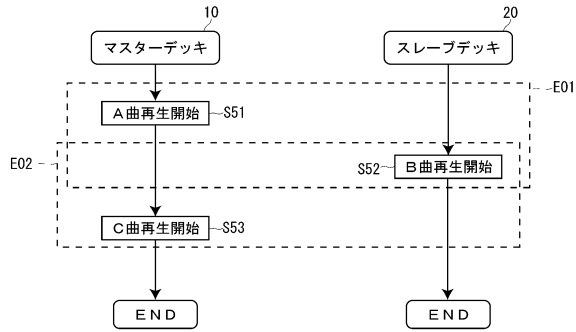 10
20
マスターデッキ
スレーブデッキ
E01
A曲再生開始
S51
E02
S52
B曲再生開始
C曲再生開始
S53
END
END